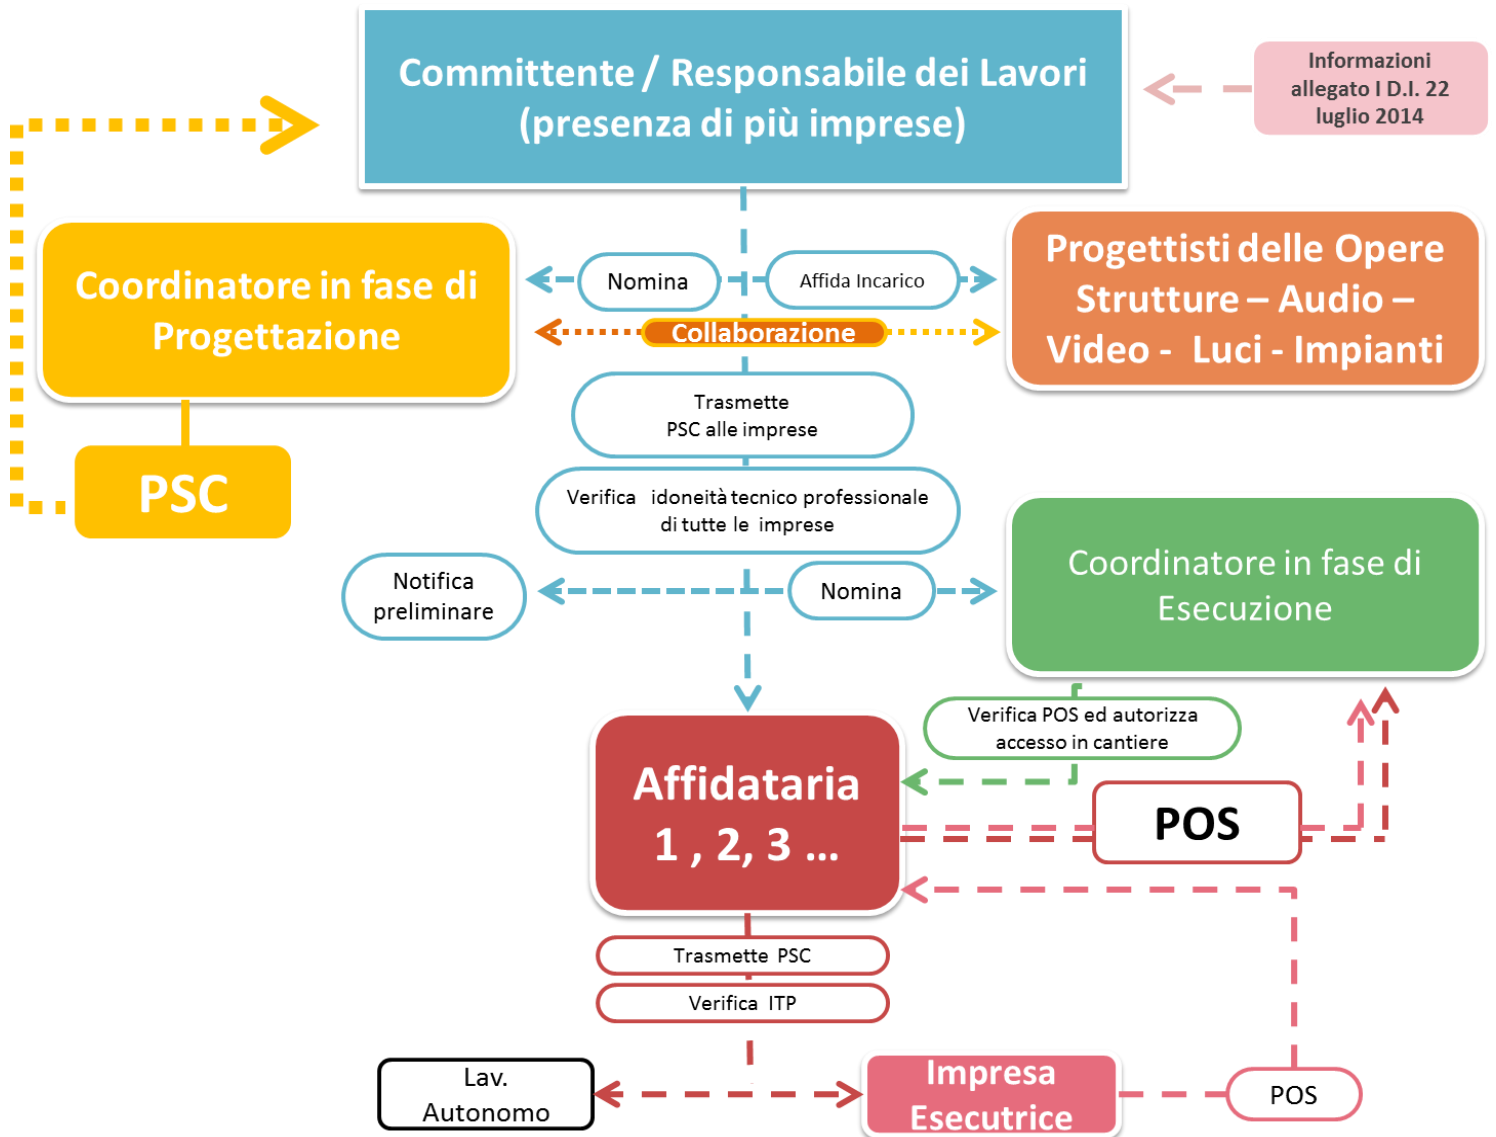 Committente / Responsabile dei Lavori
(presenza di più imprese)
Informazioni
allegato I D.I. 22
luglio 2014
Coordinatore in fase di
Progettazione
Nomina
Affida Incarico
Progettisti delle Opere
Strutture – Audio –
Video - Luci - Impianti
Collaborazione
Trasmette
PSC alle imprese
PSC
Verifica idoneità tecnico professionale
di tutte le imprese
Notifica
preliminare
Nomina
Coordinatore in fase di
Esecuzione
Verifica POS ed autorizza
accesso in cantiere
Affidataria
1 , 2, 3 ...
POS
Trasmette PSC
Verifica ITP
Lav.
Autonomo
Impresa
Esecutrice
POS